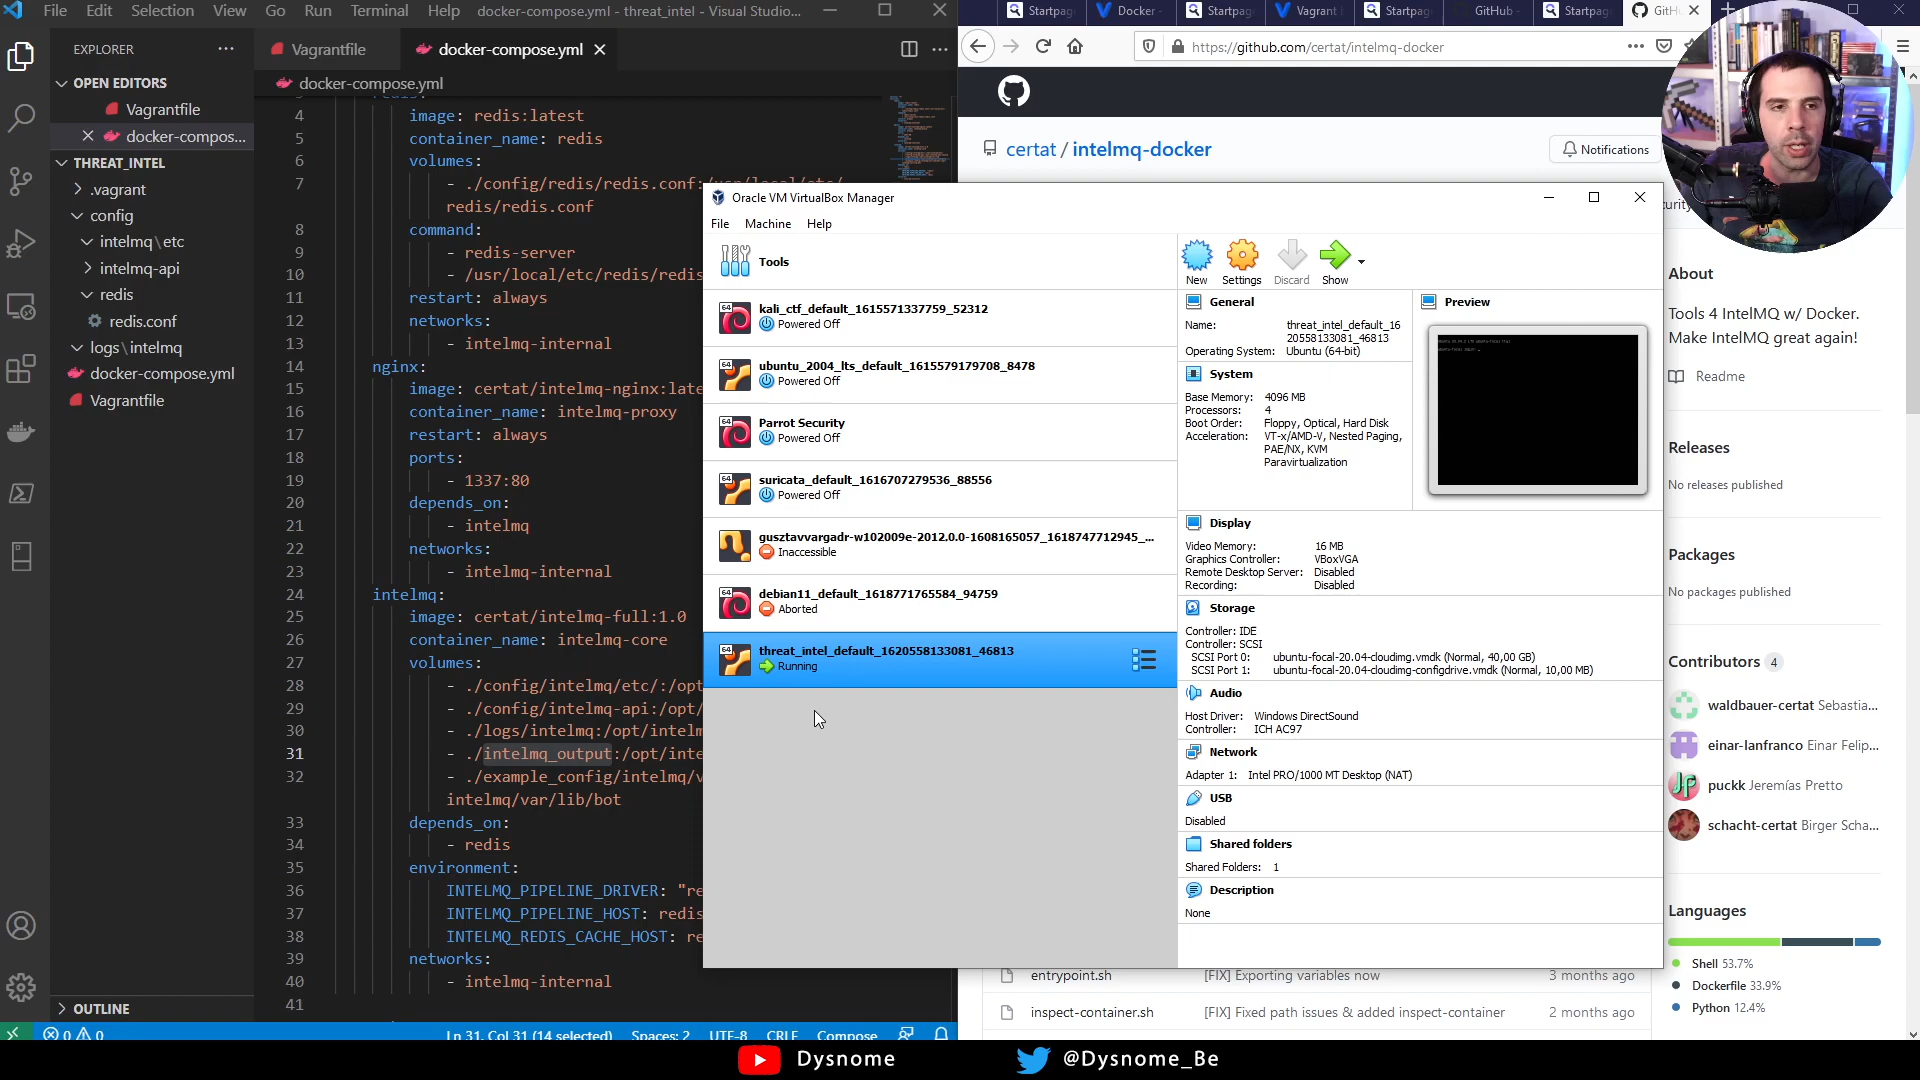 File Edit Selection View Go Run Terminal Help docker-compose.yml - threat_intel - Visual Studio...
EXPLORER
OPEN EDITORS
Vagrantfile
docker-compos...
THREAT_INTEL
.vagrant
config
intelmq\etc
intelmq-api
redis
redis.conf
logs\intelmq
docker-compose.yml
Vagrantfile
OUTLINE
Vagrantfile
docker-compose.yml
docker-compose.yml
4 image: redis:latest
5 container_name: redis
6 volumes:
7 - ./config/redis/redis.conf:/usr/local/etc/
redis/redis.conf
8 command:
9 - redis-server
10 - /usr/local/etc/redis/redis
11 restart: always
12 networks:
13 - intelmq-internal
14 nginx:
15 image: certat/intelmq-nginx:late
16 container_name: intelmq-proxy
17 restart: always
18 ports:
19 - 1337:80
20 depends_on:
21 - intelmq
22 networks:
23 - intelmq-internal
24 intelmq:
25 image: certat/intelmq-full:1.0
26 container_name: intelmq-core
27 volumes:
28 - ./config/intelmq/etc/:/op
29 - ./config/intelmq-api:/opt/
30 - ./logs/intelmq:/opt/intelm
31 - ./intelmq_output:/opt/inte
32 - ./example_config/intelmq/v
intelmq/var/lib/bot
33 depends_on:
34 - redis
35 environment:
36 INTELMQ_PIPELINE_DRIVER: "re
37 INTELMQ_PIPELINE_HOST: redis
38 INTELMQ_REDIS_CACHE_HOST: re
39 networks:
40 - intelmq-internal
41
0 0 Ln 31, Col 31 (14 selected) Spaces: 2 UTF-8 CRLF Compose
Startpag Docker Startpag Vagrant Startpag GitHub Startpag GitH
https://github.com/certat/intelmq-docker
certat / intelmq-docker
Notifications
Oracle VM VirtualBox Manager
File Machine Help
Tools
kali_ctf_default_1615571337759_52312
Powered Off
ubuntu_2004_lts_default_1615579179708_8478
Powered Off
Parrot Security
Powered Off
suricata_default_1616707279536_88556
Powered Off
gusztavvargadr-w102009e-2012.0.0-1608165057_1618747712945_...
Inaccessible
debian11_default_1618771765584_94759
Aborted
threat_intel_default_1620558133081_46813
Running
New Settings Discard Show
General
Name: threat_intel_default_16
20558133081_46813
Operating System: Ubuntu (64-bit)
System
Base Memory: 4096 MB
Processors: 4
Boot Order: Floppy, Optical, Hard Disk
Acceleration: VT-x/AMD-V, Nested Paging,
PAE/NX, KVM
Paravirtualization
Preview
Display
Video Memory: 16 MB
Graphics Controller: VBoxVGA
Remote Desktop Server: Disabled
Recording: Disabled
Storage
Controller: IDE
Controller: SCSI
SCSI Port 0: ubuntu-focal-20.04-cloudimg.vmdk (Normal, 40,00 GB)
SCSI Port 1: ubuntu-focal-20.04-cloudimg-configdrive.vmdk (Normal, 10,00 MB)
Audio
Host Driver: Windows DirectSound
Controller: ICH AC97
Network
Adapter 1: Intel PRO/1000 MT Desktop (NAT)
USB
Disabled
Shared folders
Shared Folders: 1
Description
None
About
Tools 4 IntelMQ w/ Docker.
Make IntelMQ great again!
Readme
Releases
No releases published
Packages
No packages published
Contributors 4
waldbauer-certat Sebastia...
einar-lanfranco Einar Felip...
puckk Jeremías Pretto
schacht-certat Birger Scha...
Languages
Shell 53.7%
Dockerfile 33.9%
Python 12.4%
entrypoint.sh [FIX] Exporting variables now 3 months ago
inspect-container.sh [FIX] Fixed path issues & added inspect-container 2 months ago
Dysnome @Dysnome_Be